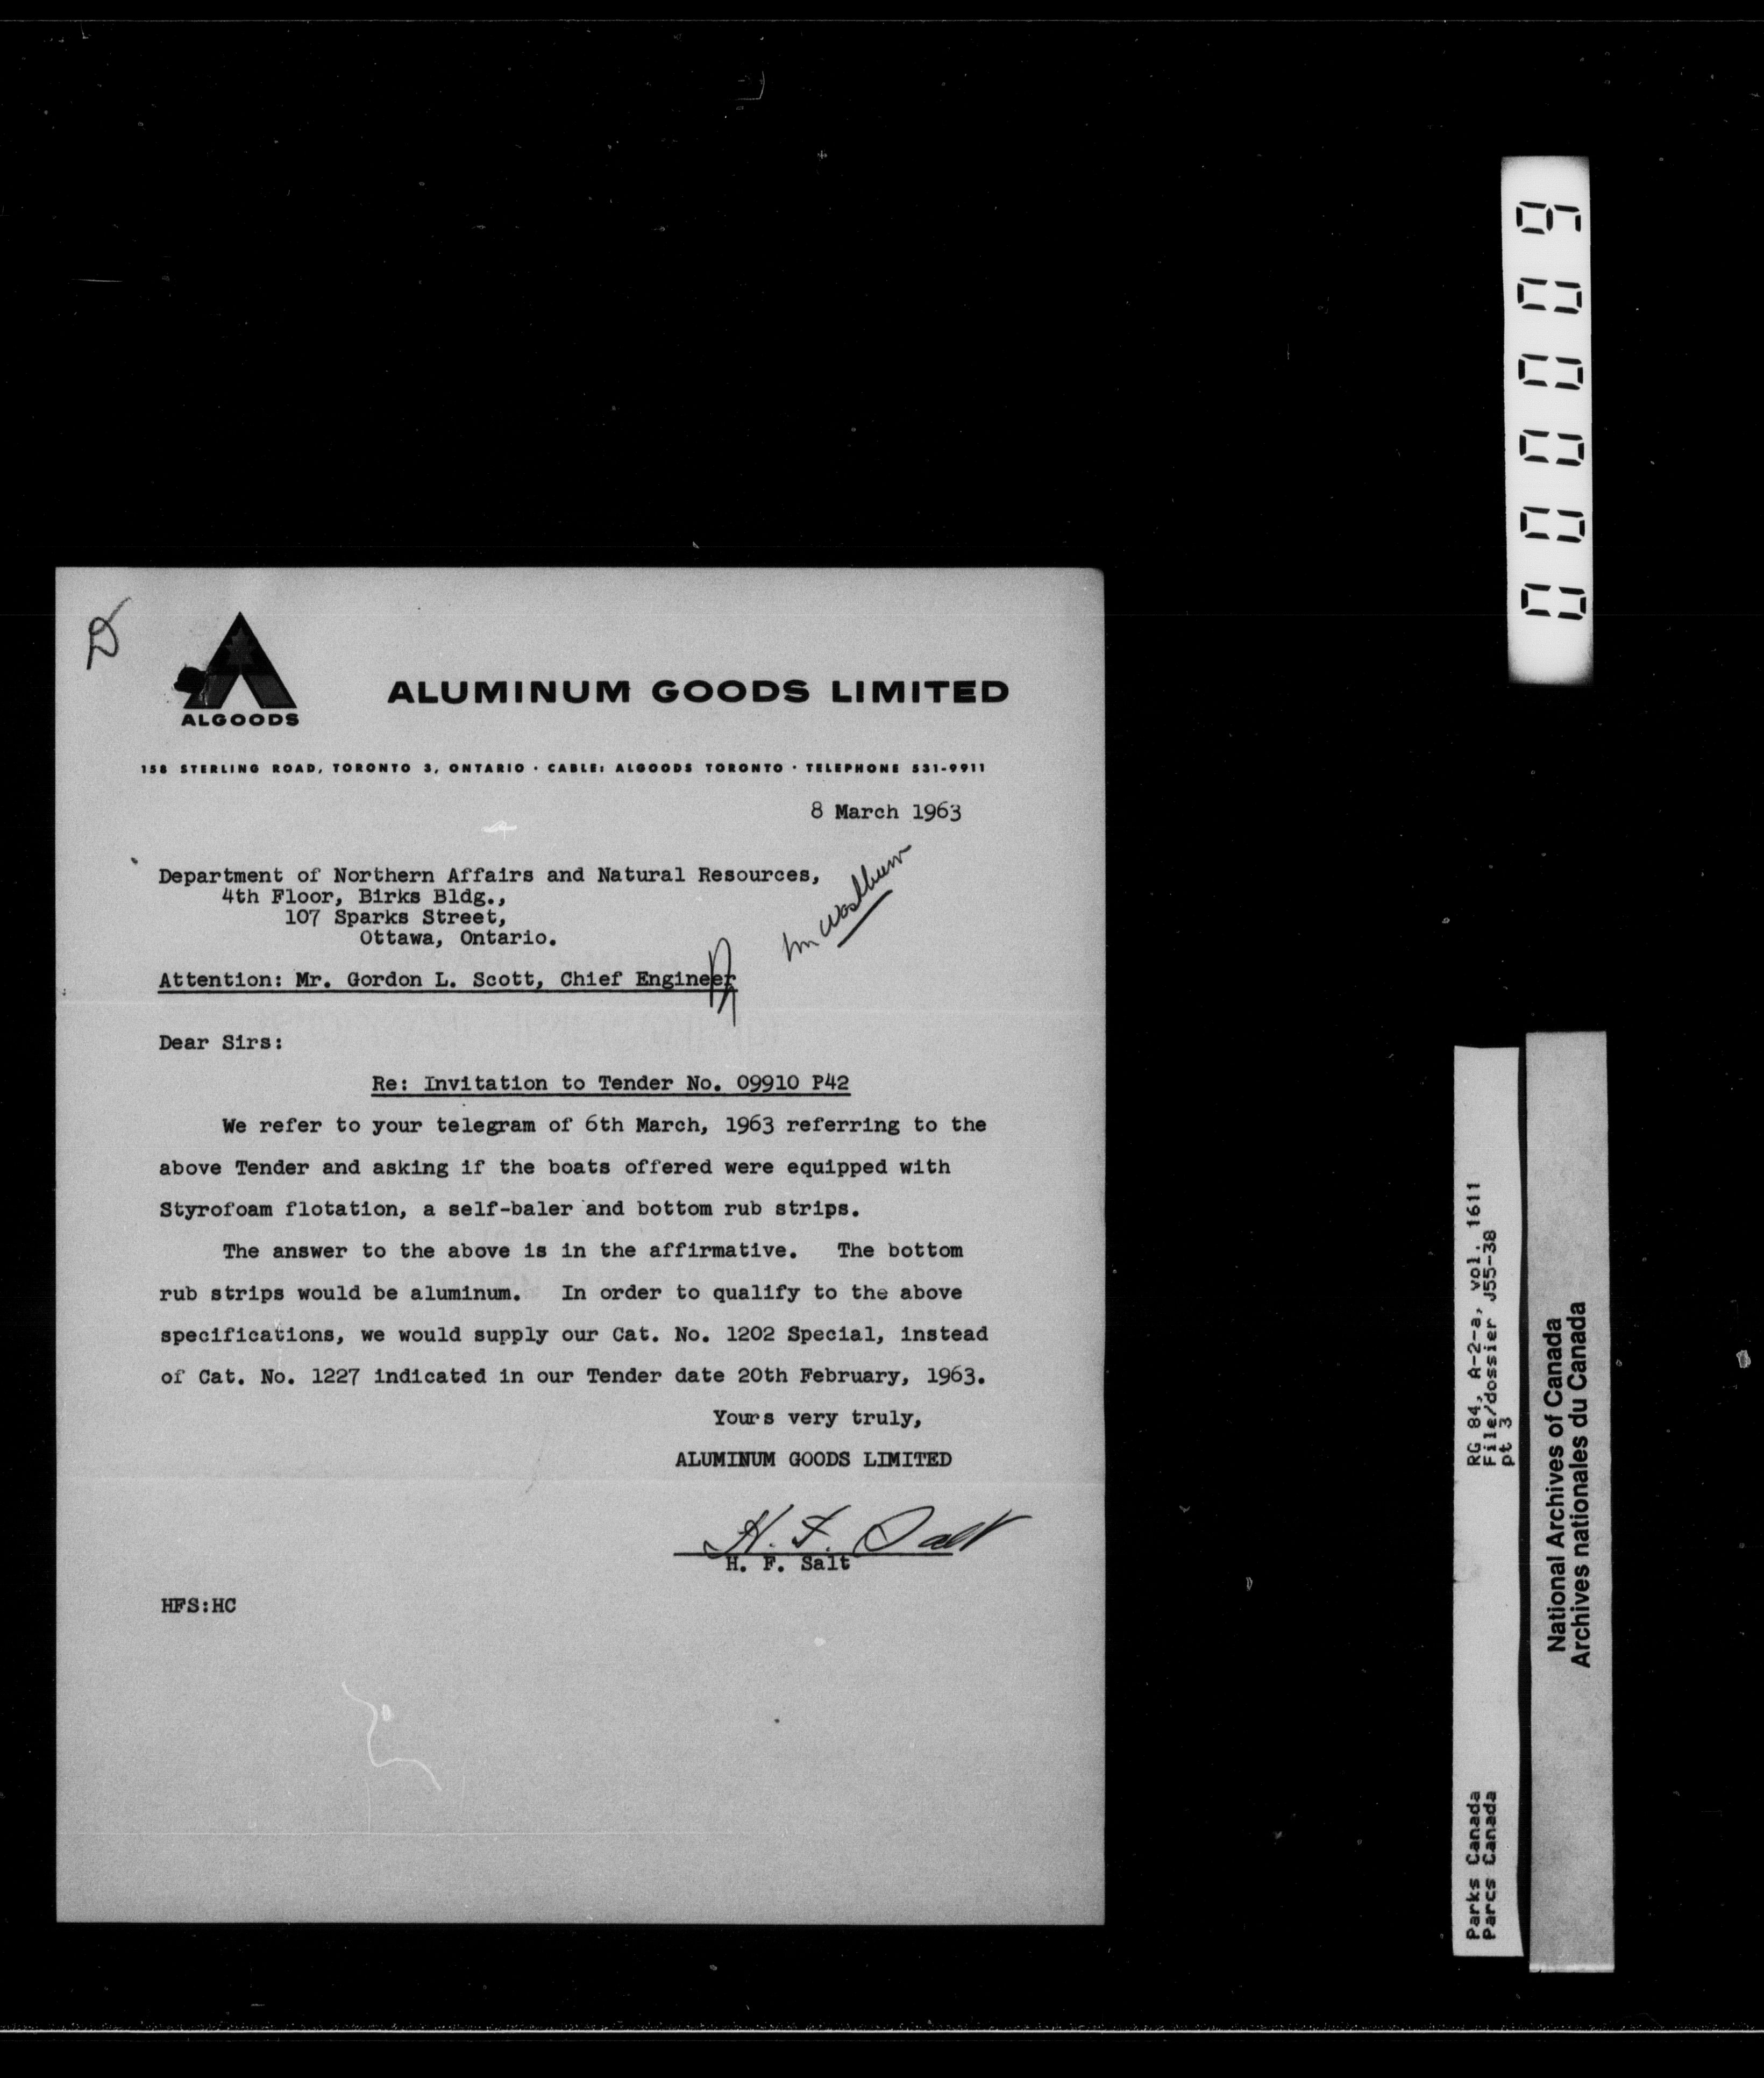 ALGOODS
ALUMINUM GOODS LIMITED
158 STERLING ROAD, TORONTO 3, ONTARIO · CABLE: ALGOODS TORONTO · TELEPHONE 531-9911
8 March 1963
Department of Northern Affairs and Natural Resources,
4th Floor, Birks Bldg.,
107 Sparks Street,
Ottawa, Ontario.
Washburn
Attention: Mr. Gordon L. Scott, Chief Engineer
Dear Sirs:
Re: Invitation to Tender No. 09910 P42
We refer to your telegram of 6th March, 1963 referring to the
above Tender and asking if the boats offered were equipped with
Styrofoam flotation, a self-baler and bottom rub strips.
The answer to the above is in the affirmative. The bottom
rub strips would be aluminum. In order to qualify to the above
specifications, we would supply our Cat. No. 1202 Special, instead
of Cat. No. 1227 indicated in our Tender date 20th February, 1963.
Yours very truly,
ALUMINUM GOODS LIMITED
H. F. Salt
H. F. Salt
HFS:HC
000009
RG 84, A-2-a, vol. 1611
File/dossier J55-38
pt 3
Parks Canada
Parcs Canada
National Archives of Canada
Archives nationales du Canada